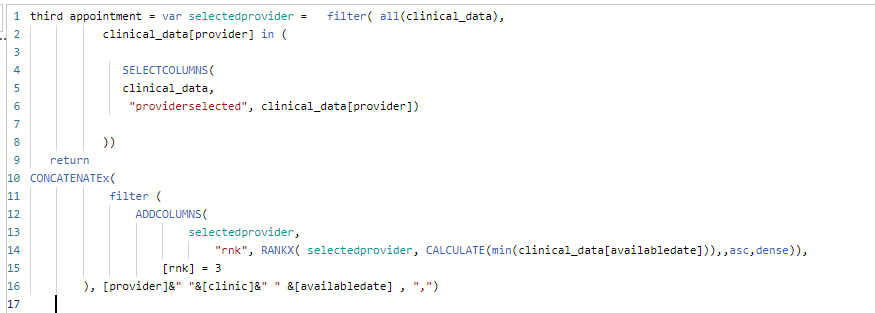 1 third appointment = var selectedprovider = filter( all(clinical_data),
2 clinical_data[provider] in (
3
4 SELECTCOLUMNS(
5 clinical_data,
6 "providerselected", clinical_data[provider])
7
8 ))
9 return
10 CONCATENATEx(
11 filter (
12 ADDCOLUMNS(
13 selectedprovider,
14 "rnk", RANKX( selectedprovider, CALCULATE(min(clinical_data[availabledate])),,asc,dense)),
15 [rnk] = 3
16 ), [provider]&" "&[clinic]&" " &[availabledate] , ",")
17